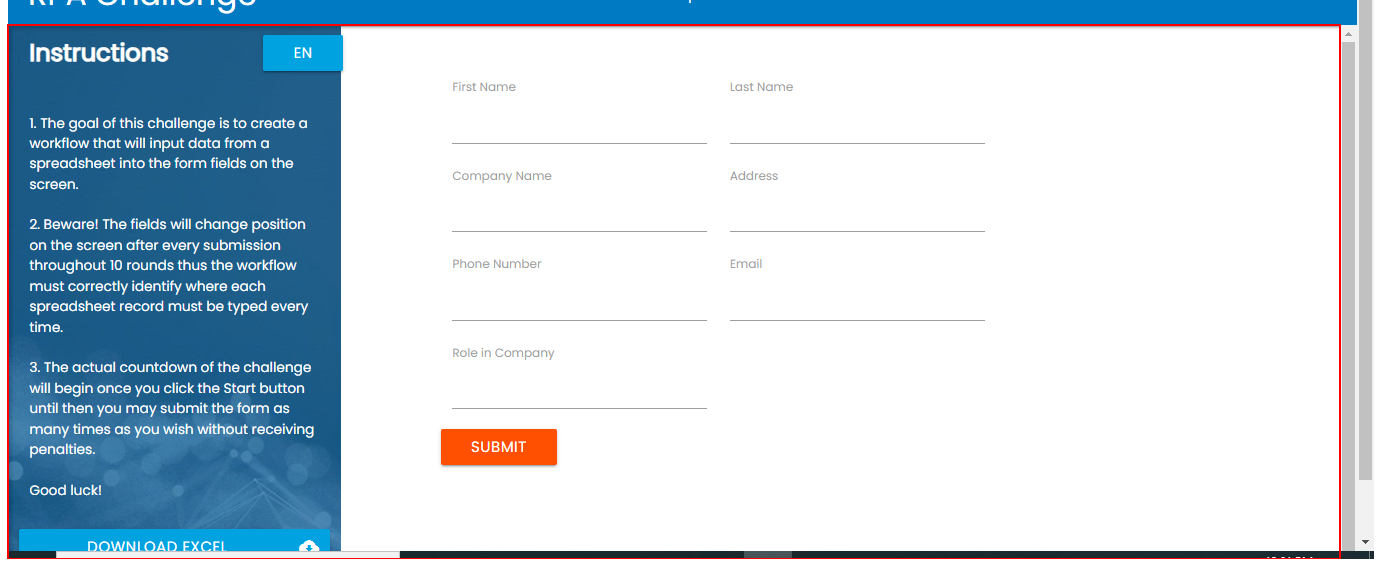 RPA Challenge
Instructions
EN
1. The goal of this challenge is to create a
workflow that will input data from a
spreadsheet into the form fields on the
screen.
2. Beware! The fields will change position
on the screen after every submission
throughout 10 rounds thus the workflow
must correctly identify where each
spreadsheet record must be typed every
time.
3. The actual countdown of the challenge
will begin once you click the Start button
until then you may submit the form as
many times as you wish without receiving
penalties.
Good luck!
DOWNLOAD EXCEL
First Name
Last Name
Company Name
Address
Phone Number
Email
Role in Company
SUBMIT